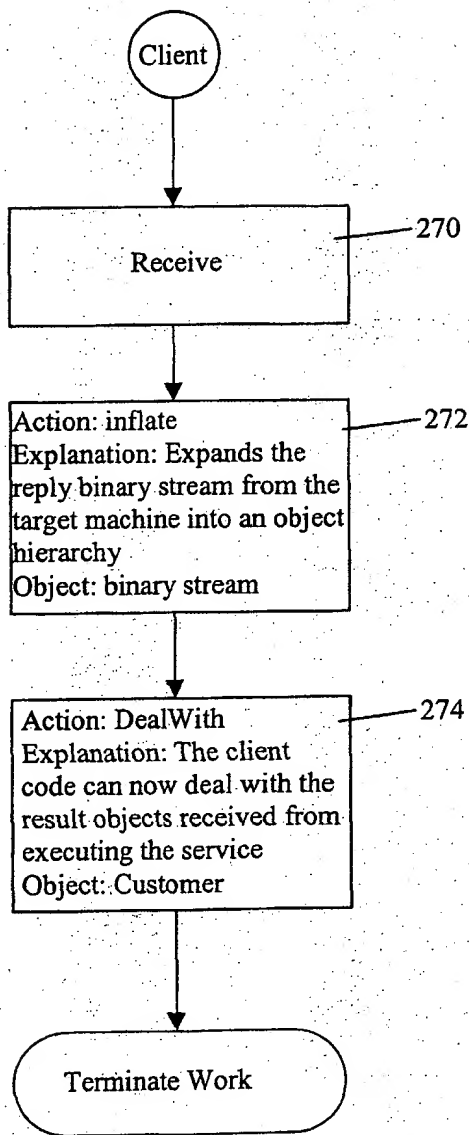 Client
Receive
270
Action: inflate
Explanation: Expands the
reply binary stream from the
target machine into an object
hierarchy
Object: binary stream
272
Action: DealWith
Explanation: The client
code can now deal with the
result objects received from
executing the service
Object: Customer
274
Terminate Work